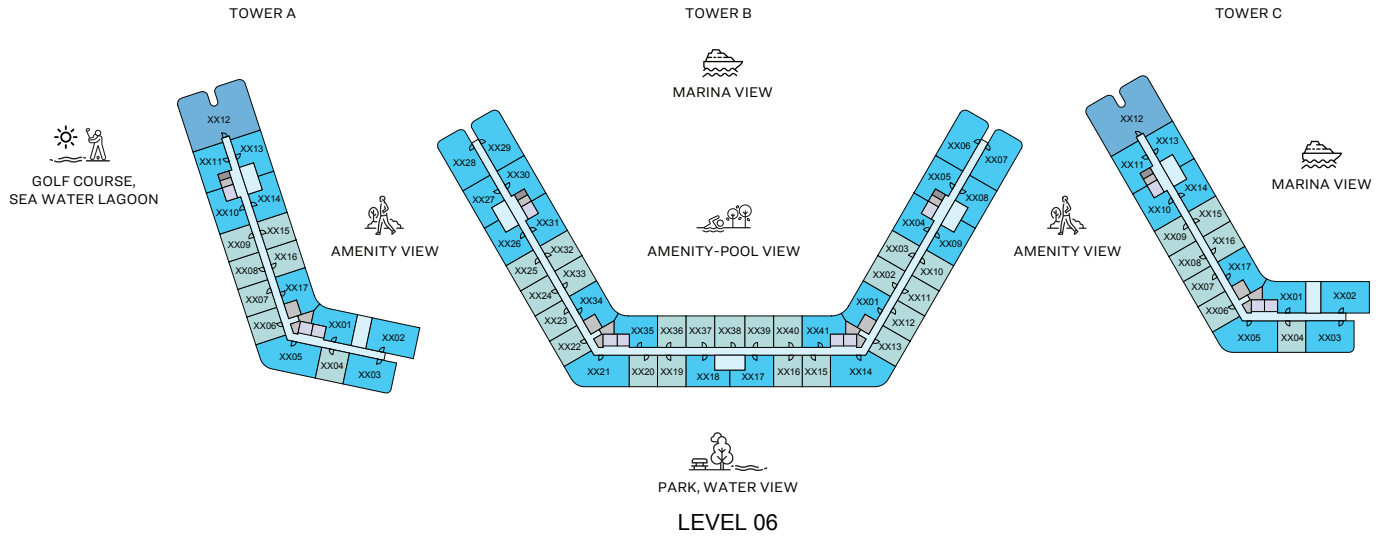 TOWER A
TOWER B
TOWER C
MARINA VIEW
GOLF COURSE,
SEA WATER LAGOON
AMENITY VIEW
AMENITY-POOL VIEW
AMENITY VIEW
MARINA VIEW
XX12
XX13
XX11
XX14
XX10
XX15
XX09
XX16
XX08
XX17
XX07
XX06
XX01
XX02
XX05
XX04
XX03
XX29
XX28
XX30
XX27
XX31
XX26
XX32
XX25
XX33
XX24
XX34
XX23
XX22
XX35
XX36
XX37
XX38
XX39
XX40
XX41
XX21
XX20
XX19
XX18
XX17
XX16
XX15
XX14
XX06
XX07
XX05
XX08
XX04
XX09
XX03
XX10
XX02
XX11
XX01
XX12
XX13
XX12
XX13
XX11
XX14
XX10
XX15
XX09
XX16
XX08
XX17
XX07
XX06
XX01
XX02
XX05
XX04
XX03
PARK, WATER VIEW
LEVEL 06